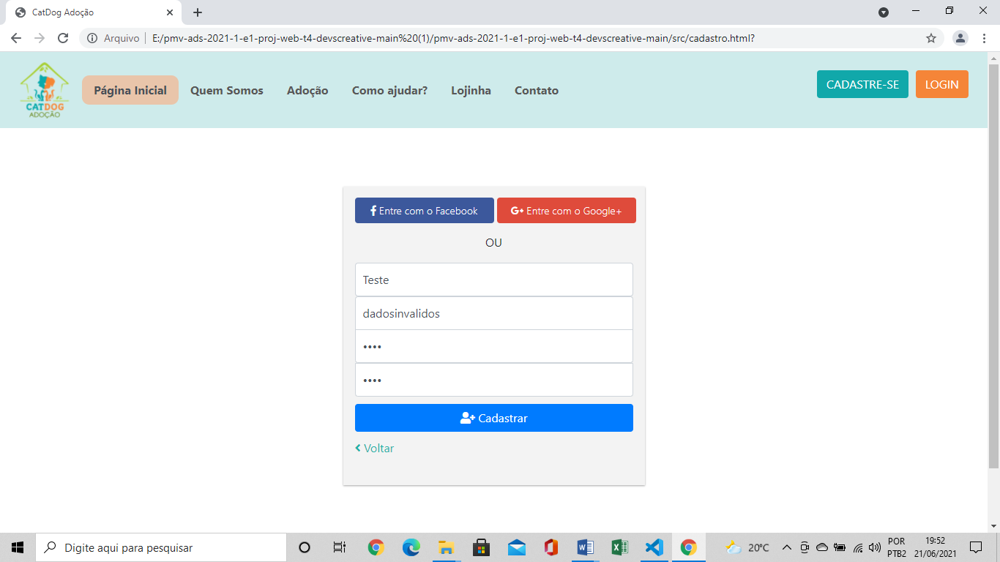 CatDog Adoção
Arquivo
E:/pmv-ads-2021-1-e1-proj-web-t4-devscreative-main%20(1)/pmv-ads-2021-1-e1-proj-web-t4-devscreative-main/src/cadastro.html?
CATDOG
ADOÇÃO
Página Inicial
Quem Somos
Adoção
Como ajudar?
Lojinha
Contato
CADASTRE-SE
LOGIN
Entre com o Facebook
Entre com o Google+
OU
Teste
dadosinvalidos
••••
••••
Cadastrar
Voltar
Digite aqui para pesquisar
20°C
POR
PTB2
19:52
21/06/2021